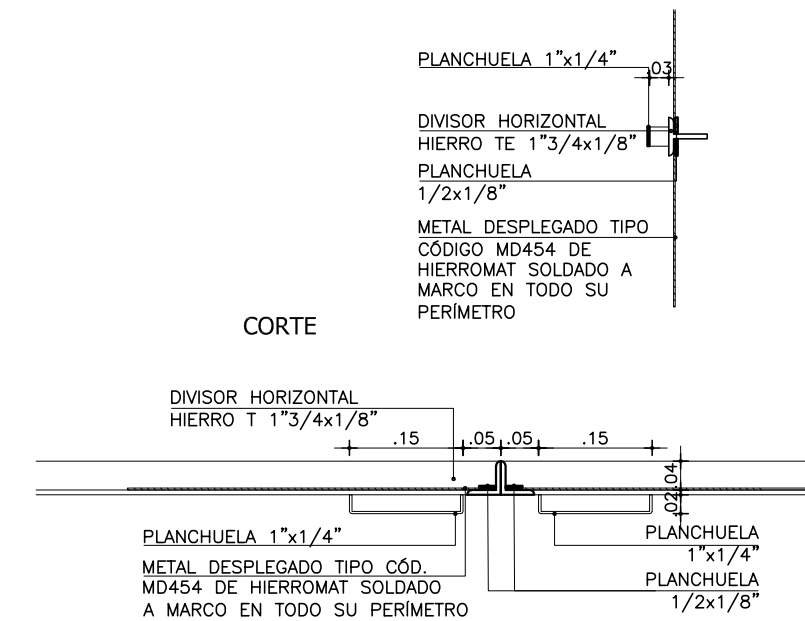 PLANCHUELA 1"x1/4"
.03
DIVISOR HORIZONTAL
HIERRO TE 1"3/4x1/8"
PLANCHUELA
1/2x1/8"
METAL DESPLEGADO TIPO
CÓDIGO MD454 DE
HIERROMAT SOLDADO A
MARCO EN TODO SU
PERÍMETRO
CORTE
DIVISOR HORIZONTAL
HIERRO T 1"3/4x1/8"
.15 .05 .05 .15
.02 .04
PLANCHUELA 1"x1/4"
METAL DESPLEGADO TIPO CÓD.
MD454 DE HIERROMAT SOLDADO
A MARCO EN TODO SU PERÍMETRO
PLANCHUELA
1"x1/4"
PLANCHUELA
1/2x1/8"